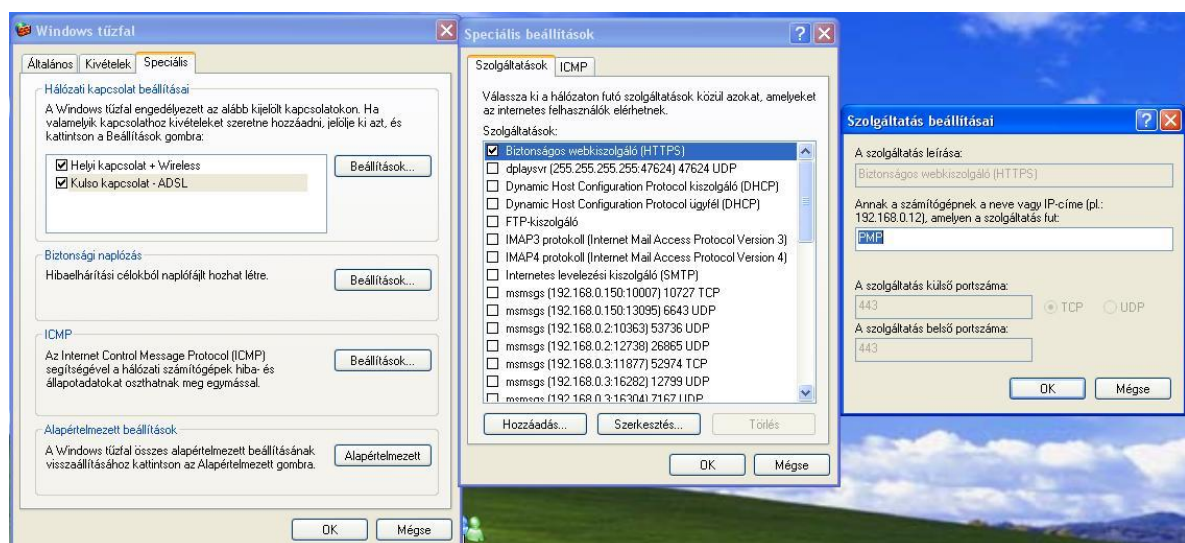 Windows tűzfal
Általános
Kivételek
Speciális
Hálózati kapcsolat beállításai
A Windows tűzfal engedélyezett az alább kijelölt kapcsolatokon. Ha
valamelyik kapcsolathoz kivételeket szeretne hozzáadni, jelölje ki azt, és
kattintson a Beállítások gombra:
Helyi kapcsolat + Wireless
Kulso kapcsolat - ADSL
Beállítások...
Biztonsági naplózás
Hibaelhárítási célokból naplófájlt hozhat létre.
Beállítások...
ICMP
Az Internet Control Message Protocol (ICMP)
segítségével a hálózati számítógépek hiba- és
állapotadatokat oszthatnak meg egymással.
Beállítások...
Alapértelmezett beállítások
A Windows tűzfal összes alapértelmezett beállításának
visszaállításához kattintson az Alapértelmezett gombra.
Alapértelmezett
OK
Mégse
Speciális beállítások
Szolgáltatások
ICMP
Válassza ki a hálózaton futó szolgáltatások közül azokat, amelyeket
az internetes felhasználók elérhetnek.
Szolgáltatások:
Biztonságos webkiszolgáló (HTTPS)
dplaysvr (255.255.255.255:47624) 47624 UDP
Dynamic Host Configuration Protocol kiszolgáló (DHCP)
Dynamic Host Configuration Protocol ügyfél (DHCP)
FTP-kiszolgáló
IMAP3 protokoll (Internet Mail Access Protocol Version 3)
IMAP4 protokoll (Internet Mail Access Protocol Version 4)
Internetes levelezési kiszolgáló (SMTP)
msmsgs (192.168.0.150:10007) 10727 TCP
msmsgs (192.168.0.150:13095) 6643 UDP
msmsgs (192.168.0.2:10363) 53736 UDP
msmsgs (192.168.0.2:12738) 26865 UDP
msmsgs (192.168.0.3:11877) 52974 TCP
msmsgs (192.168.0.3:16282) 12799 UDP
msmsgs (192.168.0.3:16304) 7167 UDP
Hozzáadás...
Szerkesztés...
Törlés
OK
Mégse
Szolgáltatás beállításai
A szolgáltatás leírása:
Biztonságos webkiszolgáló (HTTPS)
Annak a számítógépnek a neve vagy IP-címe (pl.:
192.168.0.12), amelyen a szolgáltatás fut:
PMP
A szolgáltatás külső portszáma:
443
TCP
UDP
A szolgáltatás belső portszáma:
443
OK
Mégse